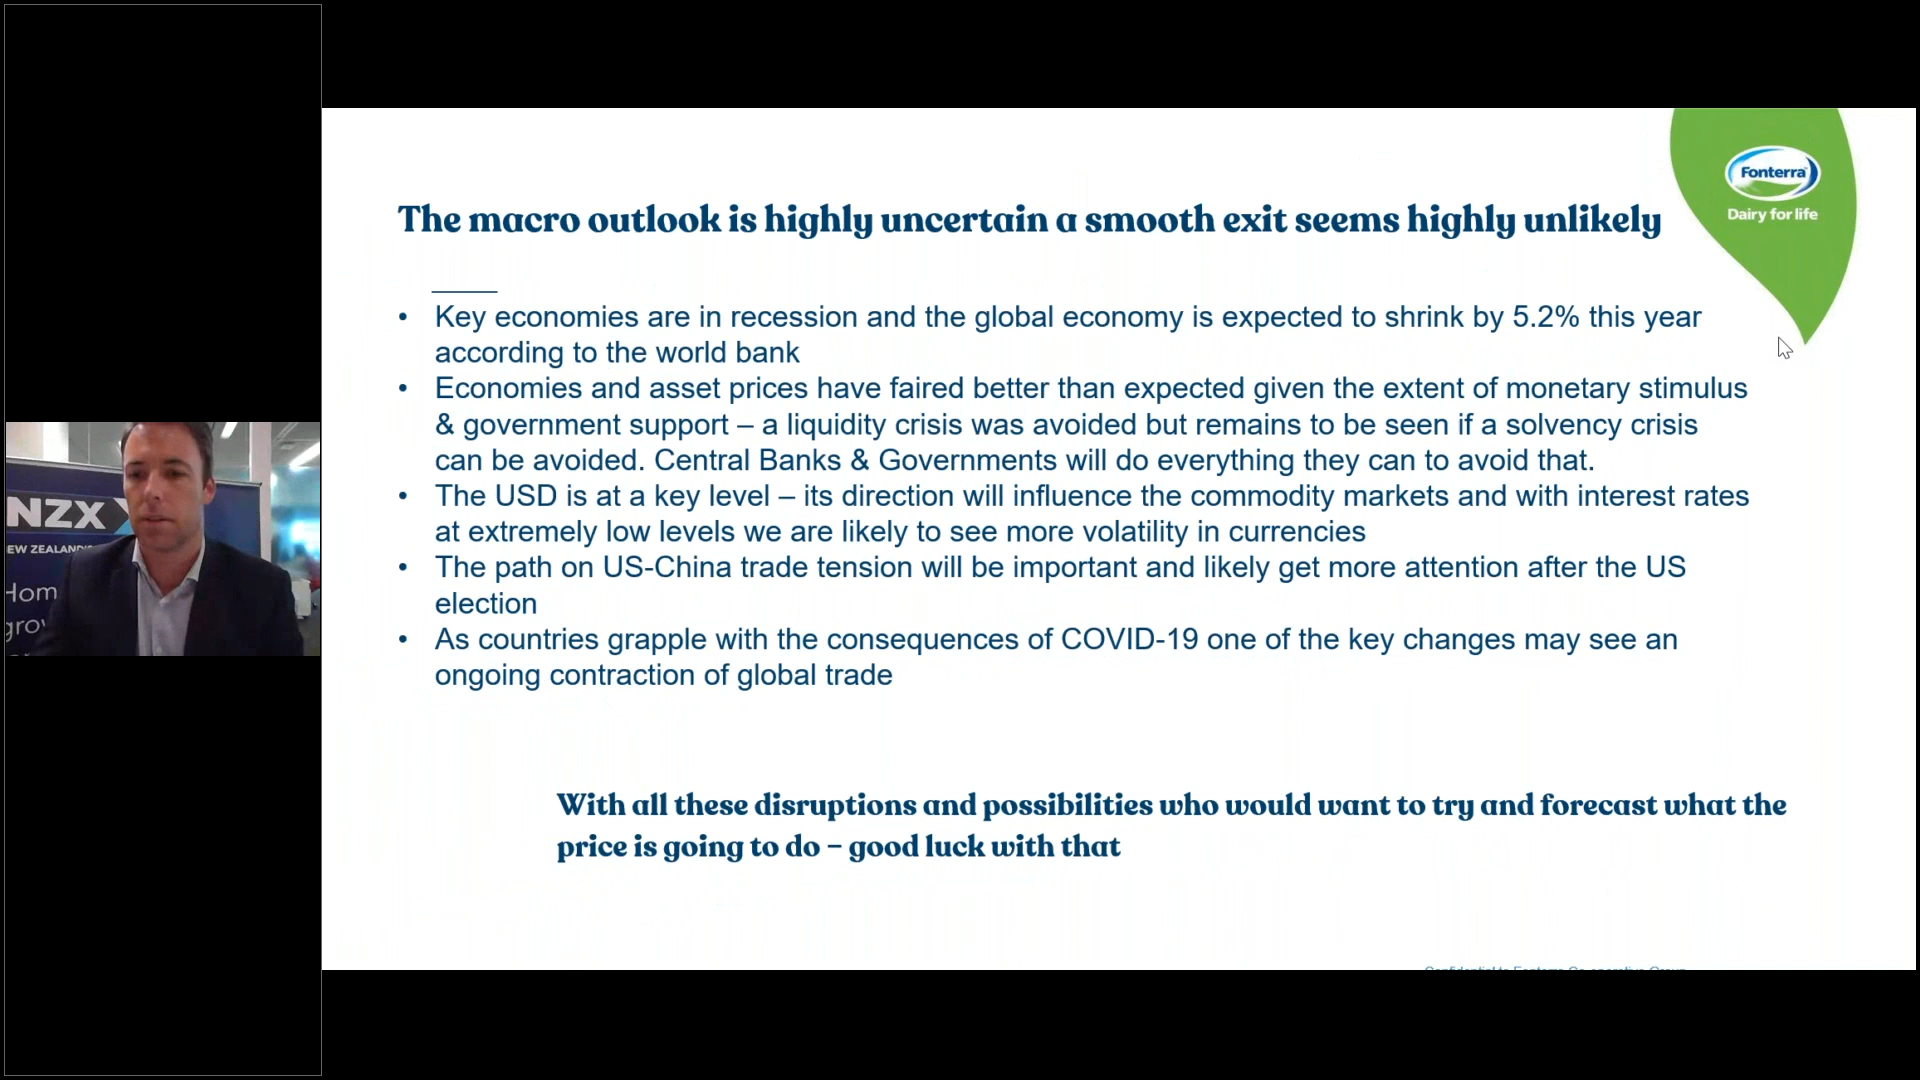 Fonterra
Dairy for life
The macro outlook is highly uncertain a smooth exit seems highly unlikely
• Key economies are in recession and the global economy is expected to shrink by 5.2% this year
according to the world bank
• Economies and asset prices have faired better than expected given the extent of monetary stimulus
& government support – a liquidity crisis was avoided but remains to be seen if a solvency crisis
can be avoided. Central Banks & Governments will do everything they can to avoid that.
• The USD is at a key level – its direction will influence the commodity markets and with interest rates
at extremely low levels we are likely to see more volatility in currencies
• The path on US-China trade tension will be important and likely get more attention after the US
election
• As countries grapple with the consequences of COVID-19 one of the key changes may see an
ongoing contraction of global trade
With all these disruptions and possibilities who would want to try and forecast what the
price is going to do – good luck with that
NZX
EW ZEALAND'S
Hom
grow